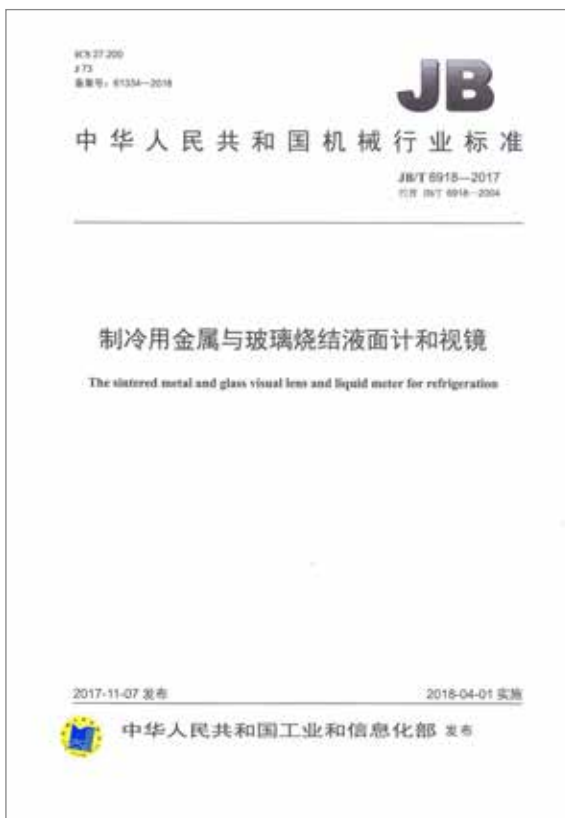 ICS 27.200
J 73
备案号：61334—2018
JB
中华人民共和国机械行业标准
JB/T 6918—2017
代替 JB/T 6918—2004
制冷用金属与玻璃烧结液面计和视镜
The sintered metal and glass visual lens and liquid meter for refrigeration
2017-11-07 发布
2018-04-01 实施
中华人民共和国工业和信息化部 发布